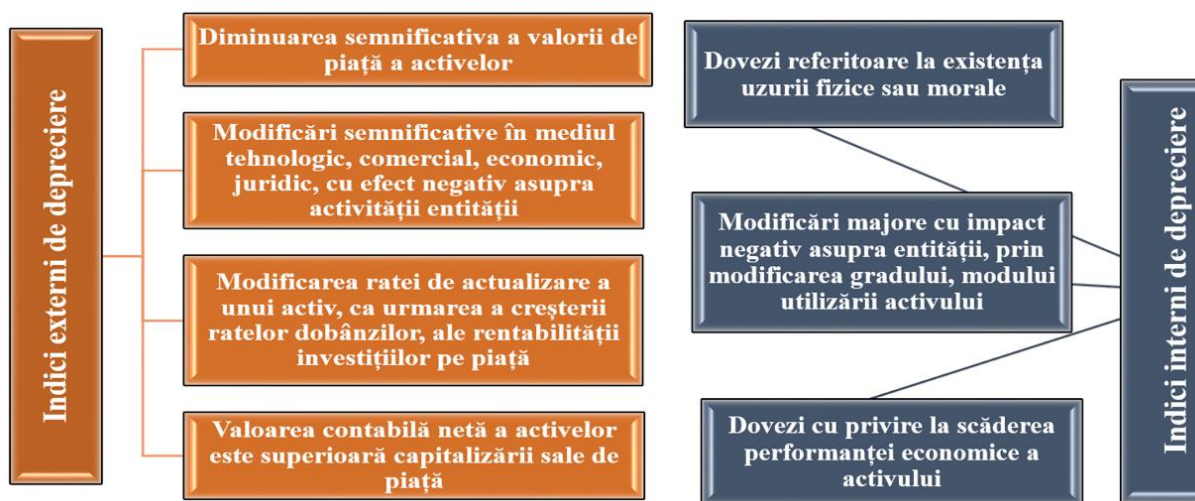 Indici externi de depreciere
Diminuarea semnificativa a valorii de
piață a activelor
Modificări semnificative în mediul
tehnologic, comercial, economic,
juridic, cu efect negativ asupra
activității entității
Modificarea ratei de actualizare a
unui activ, ca urmarea a creșterii
ratelor dobânzilor, ale rentabilității
investițiilor pe piață
Valoarea contabilă netă a activelor
este superioară capitalizării sale de
piață
Dovezi referitoare la existența
uzurii fizice sau morale
Modificări majore cu impact
negativ asupra entității, prin
modificarea gradului, modului
utilizării activului
Dovezi cu privire la scăderea
performanței economice a
activului
Indici interni de depreciere